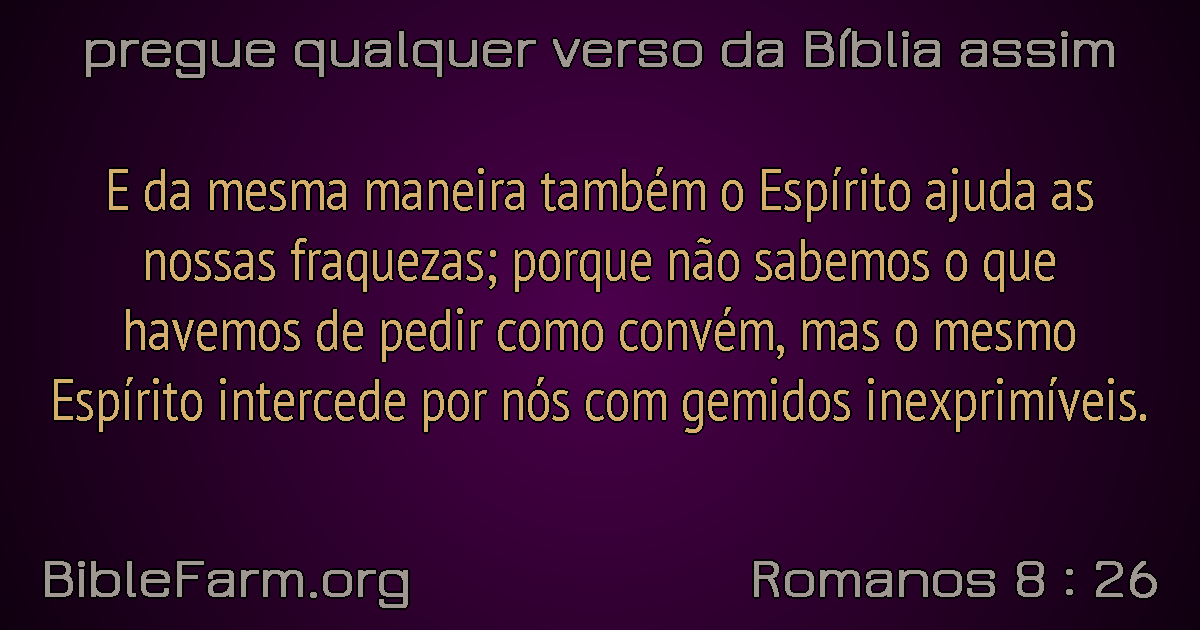 pregue qualquer verso da Bíblia assim
E da mesma maneira também o Espírito ajuda as
nossas fraquezas; porque não sabemos o que
havemos de pedir como convém, mas o mesmo
Espírito intercede por nós com gemidos inexprimíveis.
BibleFarm.org
Romanos 8 : 26